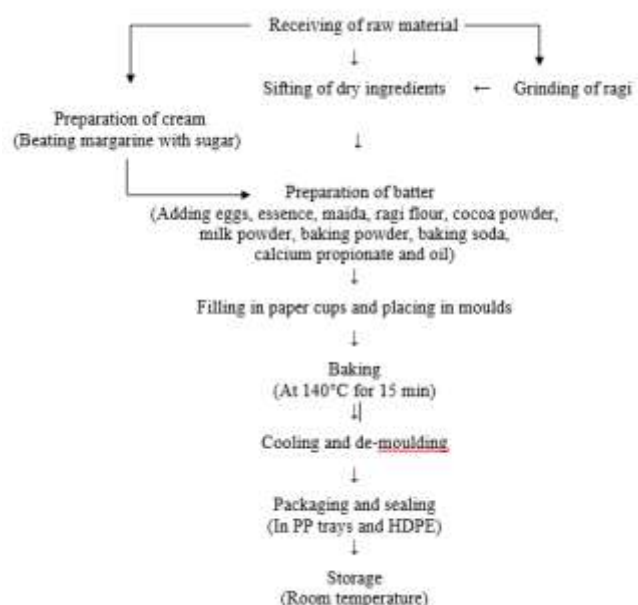 Receiving of raw material
↓
Sifting of dry ingredients ← Grinding of ragi
Preparation of cream
(Beating margarine with sugar)
↓
Preparation of batter
(Adding eggs, essence, maida, ragi flour, cocoa powder,
milk powder, baking powder, baking soda,
calcium propionate and oil)
↓
Filling in paper cups and placing in moulds
↓
Baking
(At 140°C for 15 min)
↓
Cooling and de-moulding
↓
Packaging and sealing
(In PP trays and HDPE)
↓
Storage
(Room temperature)